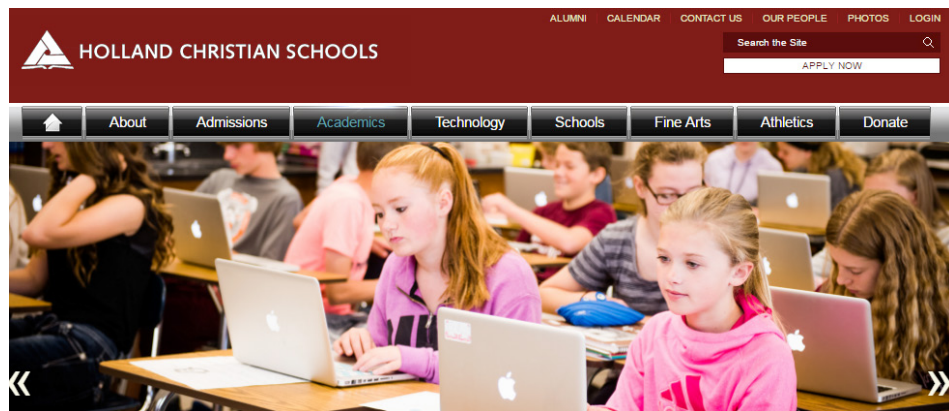 ALUMNI CALENDAR CONTACT US OUR PEOPLE PHOTOS LOGIN
HOLLAND CHRISTIAN SCHOOLS
Search the Site
APPLY NOW
About Admissions Academics Technology Schools Fine Arts Athletics Donate